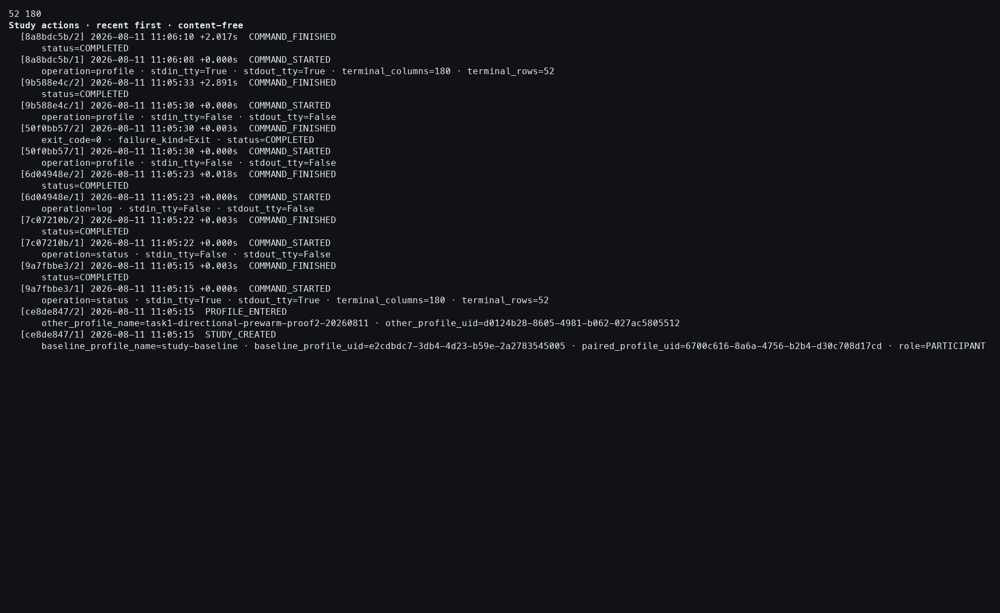 52 180
Study actions · recent first · content-free
[8a8bdc5b/2] 2026-08-11 11:06:10 +2.017s  COMMAND_FINISHED
status=COMPLETED
[8a8bdc5b/1] 2026-08-11 11:06:08 +0.000s  COMMAND_STARTED
operation=profile · stdin_tty=True · stdout_tty=True · terminal_columns=180 · terminal_rows=52
[9b588e4c/2] 2026-08-11 11:05:33 +2.891s  COMMAND_FINISHED
status=COMPLETED
[9b588e4c/1] 2026-08-11 11:05:30 +0.000s  COMMAND_STARTED
operation=profile · stdin_tty=False · stdout_tty=False
[50f0bb57/2] 2026-08-11 11:05:30 +0.003s  COMMAND_FINISHED
exit_code=0 · failure_kind=Exit · status=COMPLETED
[50f0bb57/1] 2026-08-11 11:05:30 +0.000s  COMMAND_STARTED
operation=profile · stdin_tty=False · stdout_tty=False
[6d04948e/2] 2026-08-11 11:05:23 +0.018s  COMMAND_FINISHED
status=COMPLETED
[6d04948e/1] 2026-08-11 11:05:23 +0.000s  COMMAND_STARTED
operation=log · stdin_tty=False · stdout_tty=False
[7c07210b/2] 2026-08-11 11:05:22 +0.003s  COMMAND_FINISHED
status=COMPLETED
[7c07210b/1] 2026-08-11 11:05:22 +0.000s  COMMAND_STARTED
operation=status · stdin_tty=False · stdout_tty=False
[9a7fbbe3/2] 2026-08-11 11:05:15 +0.003s  COMMAND_FINISHED
status=COMPLETED
[9a7fbbe3/1] 2026-08-11 11:05:15 +0.000s  COMMAND_STARTED
operation=status · stdin_tty=True · stdout_tty=True · terminal_columns=180 · terminal_rows=52
[ce8de847/2] 2026-08-11 11:05:15  PROFILE_ENTERED
other_profile_name=task1-directional-prewarm-proof2-20260811 · other_profile_uid=d0124b28-8605-4981-b062-027ac5805512
[ce8de847/1] 2026-08-11 11:05:15  STUDY_CREATED
baseline_profile_name=study-baseline · baseline_profile_uid=e2cdbdc7-3db4-4d23-b59e-2a2783545005 · paired_profile_uid=6700c616-8a6a-4756-b2b4-d30c708d17cd · role=PARTICIPANT